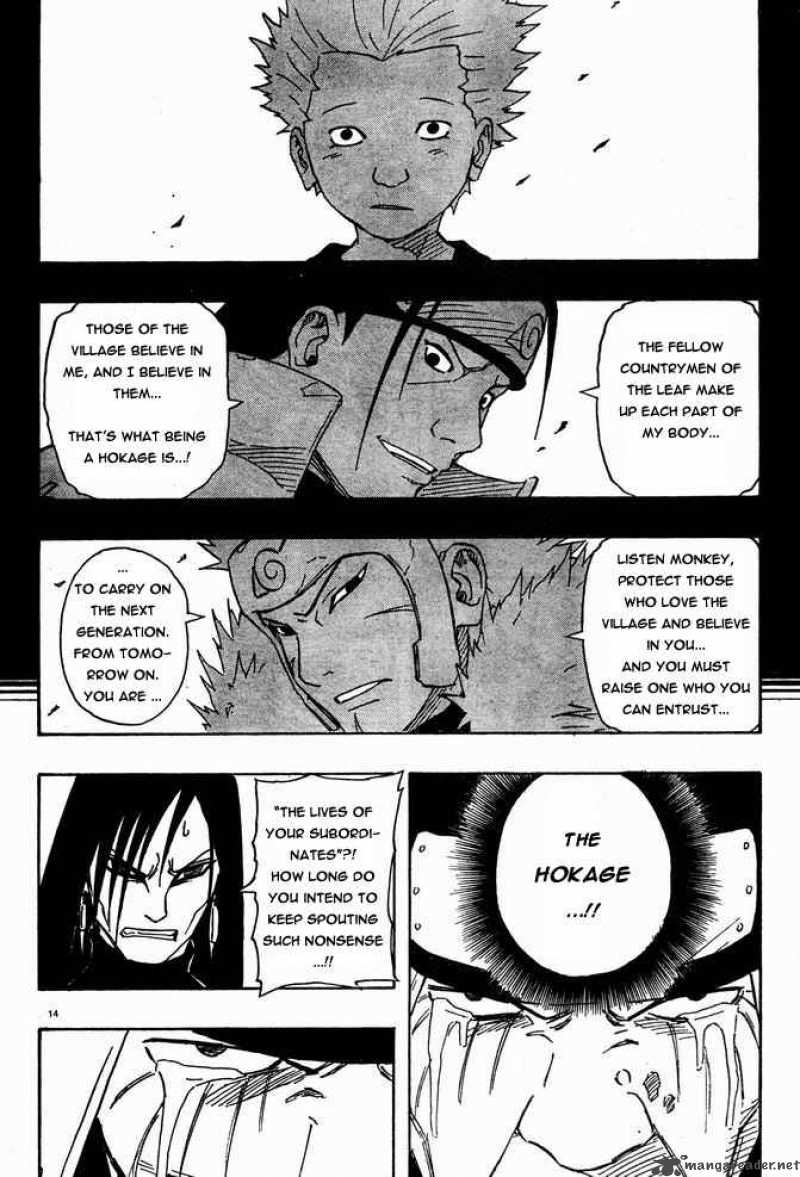 THE FELLOW
COUNTRYMEN OF
THE LEAF MAKE
UP EACH PART OF
MY BODY...
THOSE OF THE
VILLAGE BELIEVE IN
ME, AND I BELIEVE IN
THEM...
THAT'S WHAT BEING
A HOKAGE IS...!
LISTEN MONKEY,
PROTECT THOSE
WHO LOVE THE
VILLAGE AND BELIEVE
IN YOU...
AND YOU MUST
RAISE ONE WHO YOU
CAN ENTRUST...
...
TO CARRY ON
THE NEXT
GENERATION.
FROM TOMO-
RROW ON.
YOU ARE ...
THE
HOKAGE
...!!
"THE LIVES OF
YOUR SUBORDI-
NATES"?!
HOW LONG DO
YOU INTEND TO
KEEP SPOUTING
SUCH NONSENSE
...!!
14
mangareader.net